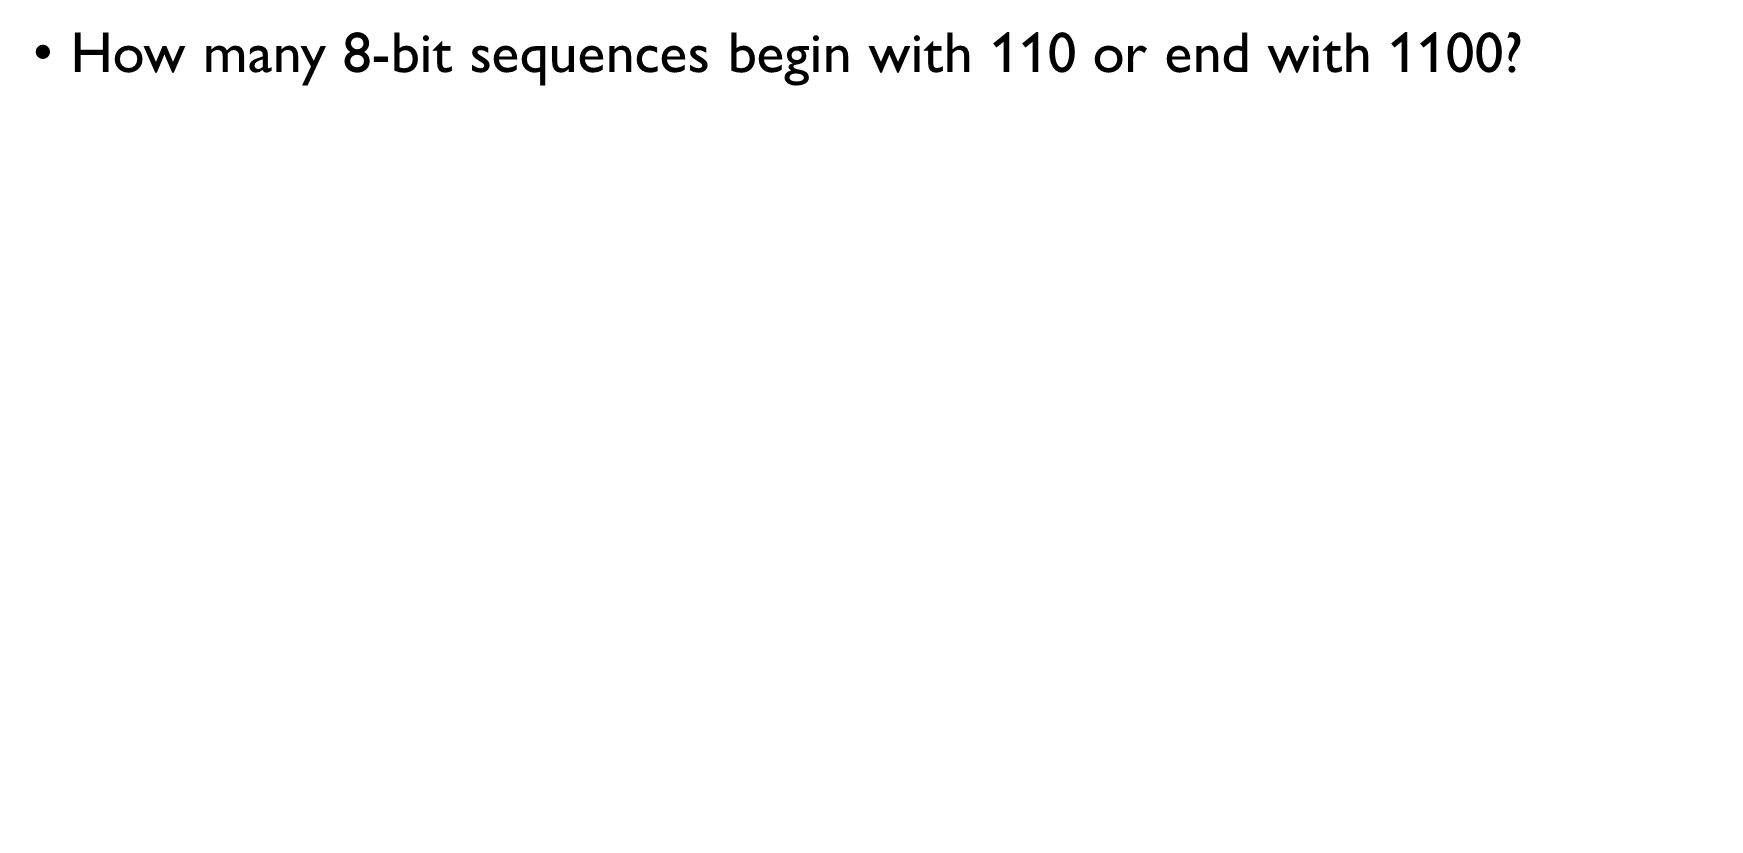 • How many 8-bit sequences begin with 110 or end with 1100?